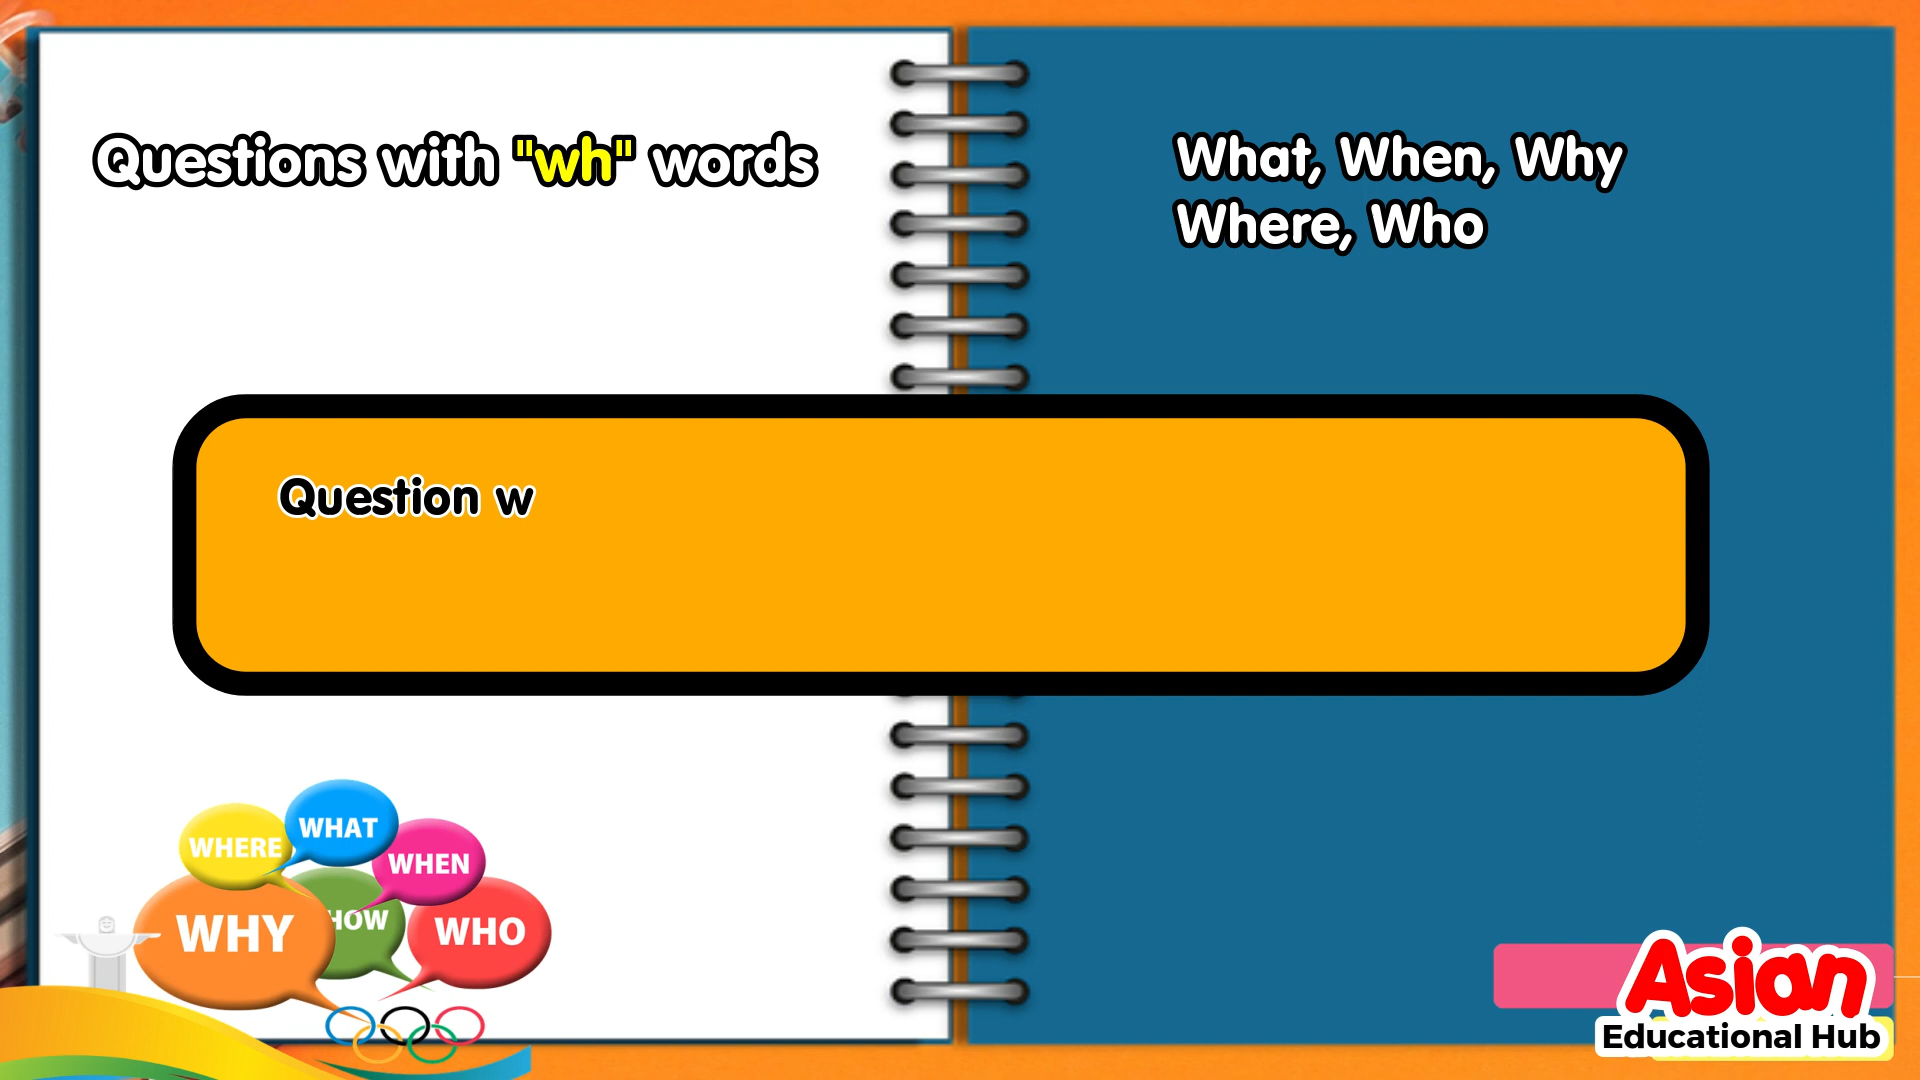 Questions with "wh" words
What, When, Why
Where, Who
Question w
WHERE
WHAT
WHEN
WHY
HOW
WHO
Asian
Educational Hub